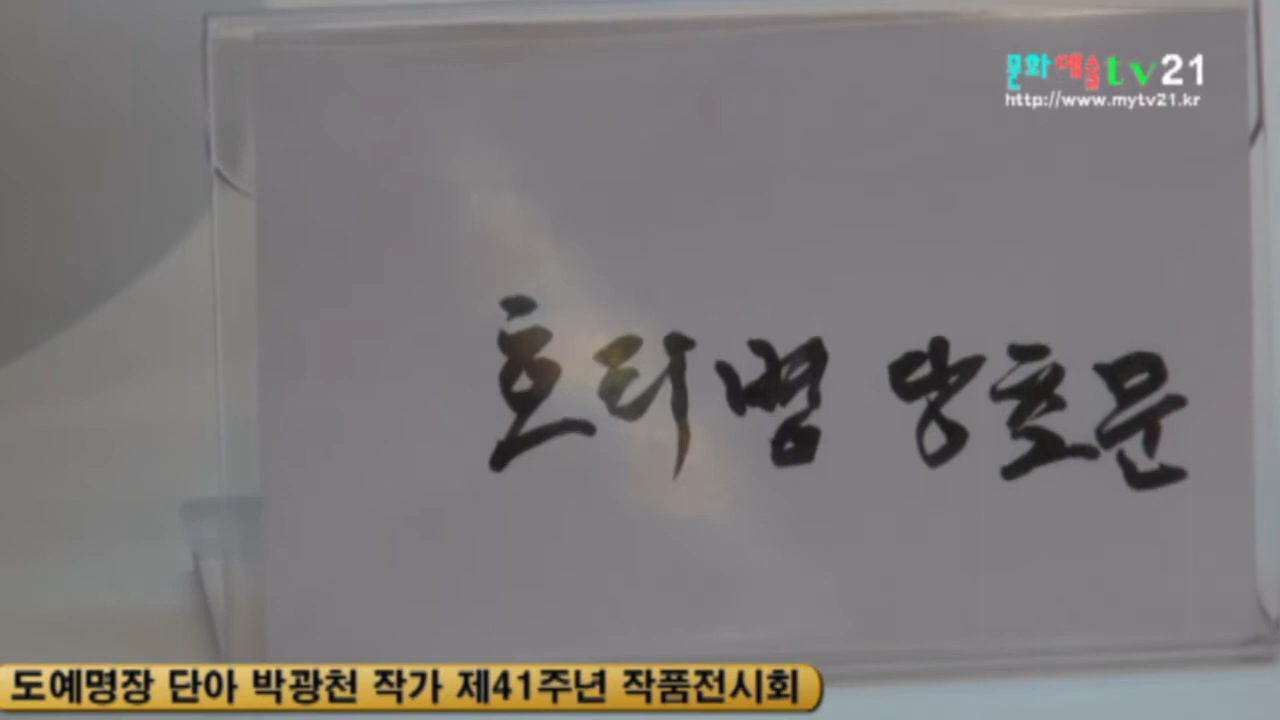 문화예술tv21
http://www.mytv21.kr
호리병 당초문
도예명장 단아 박광천 작가 제41주년 작품전시회